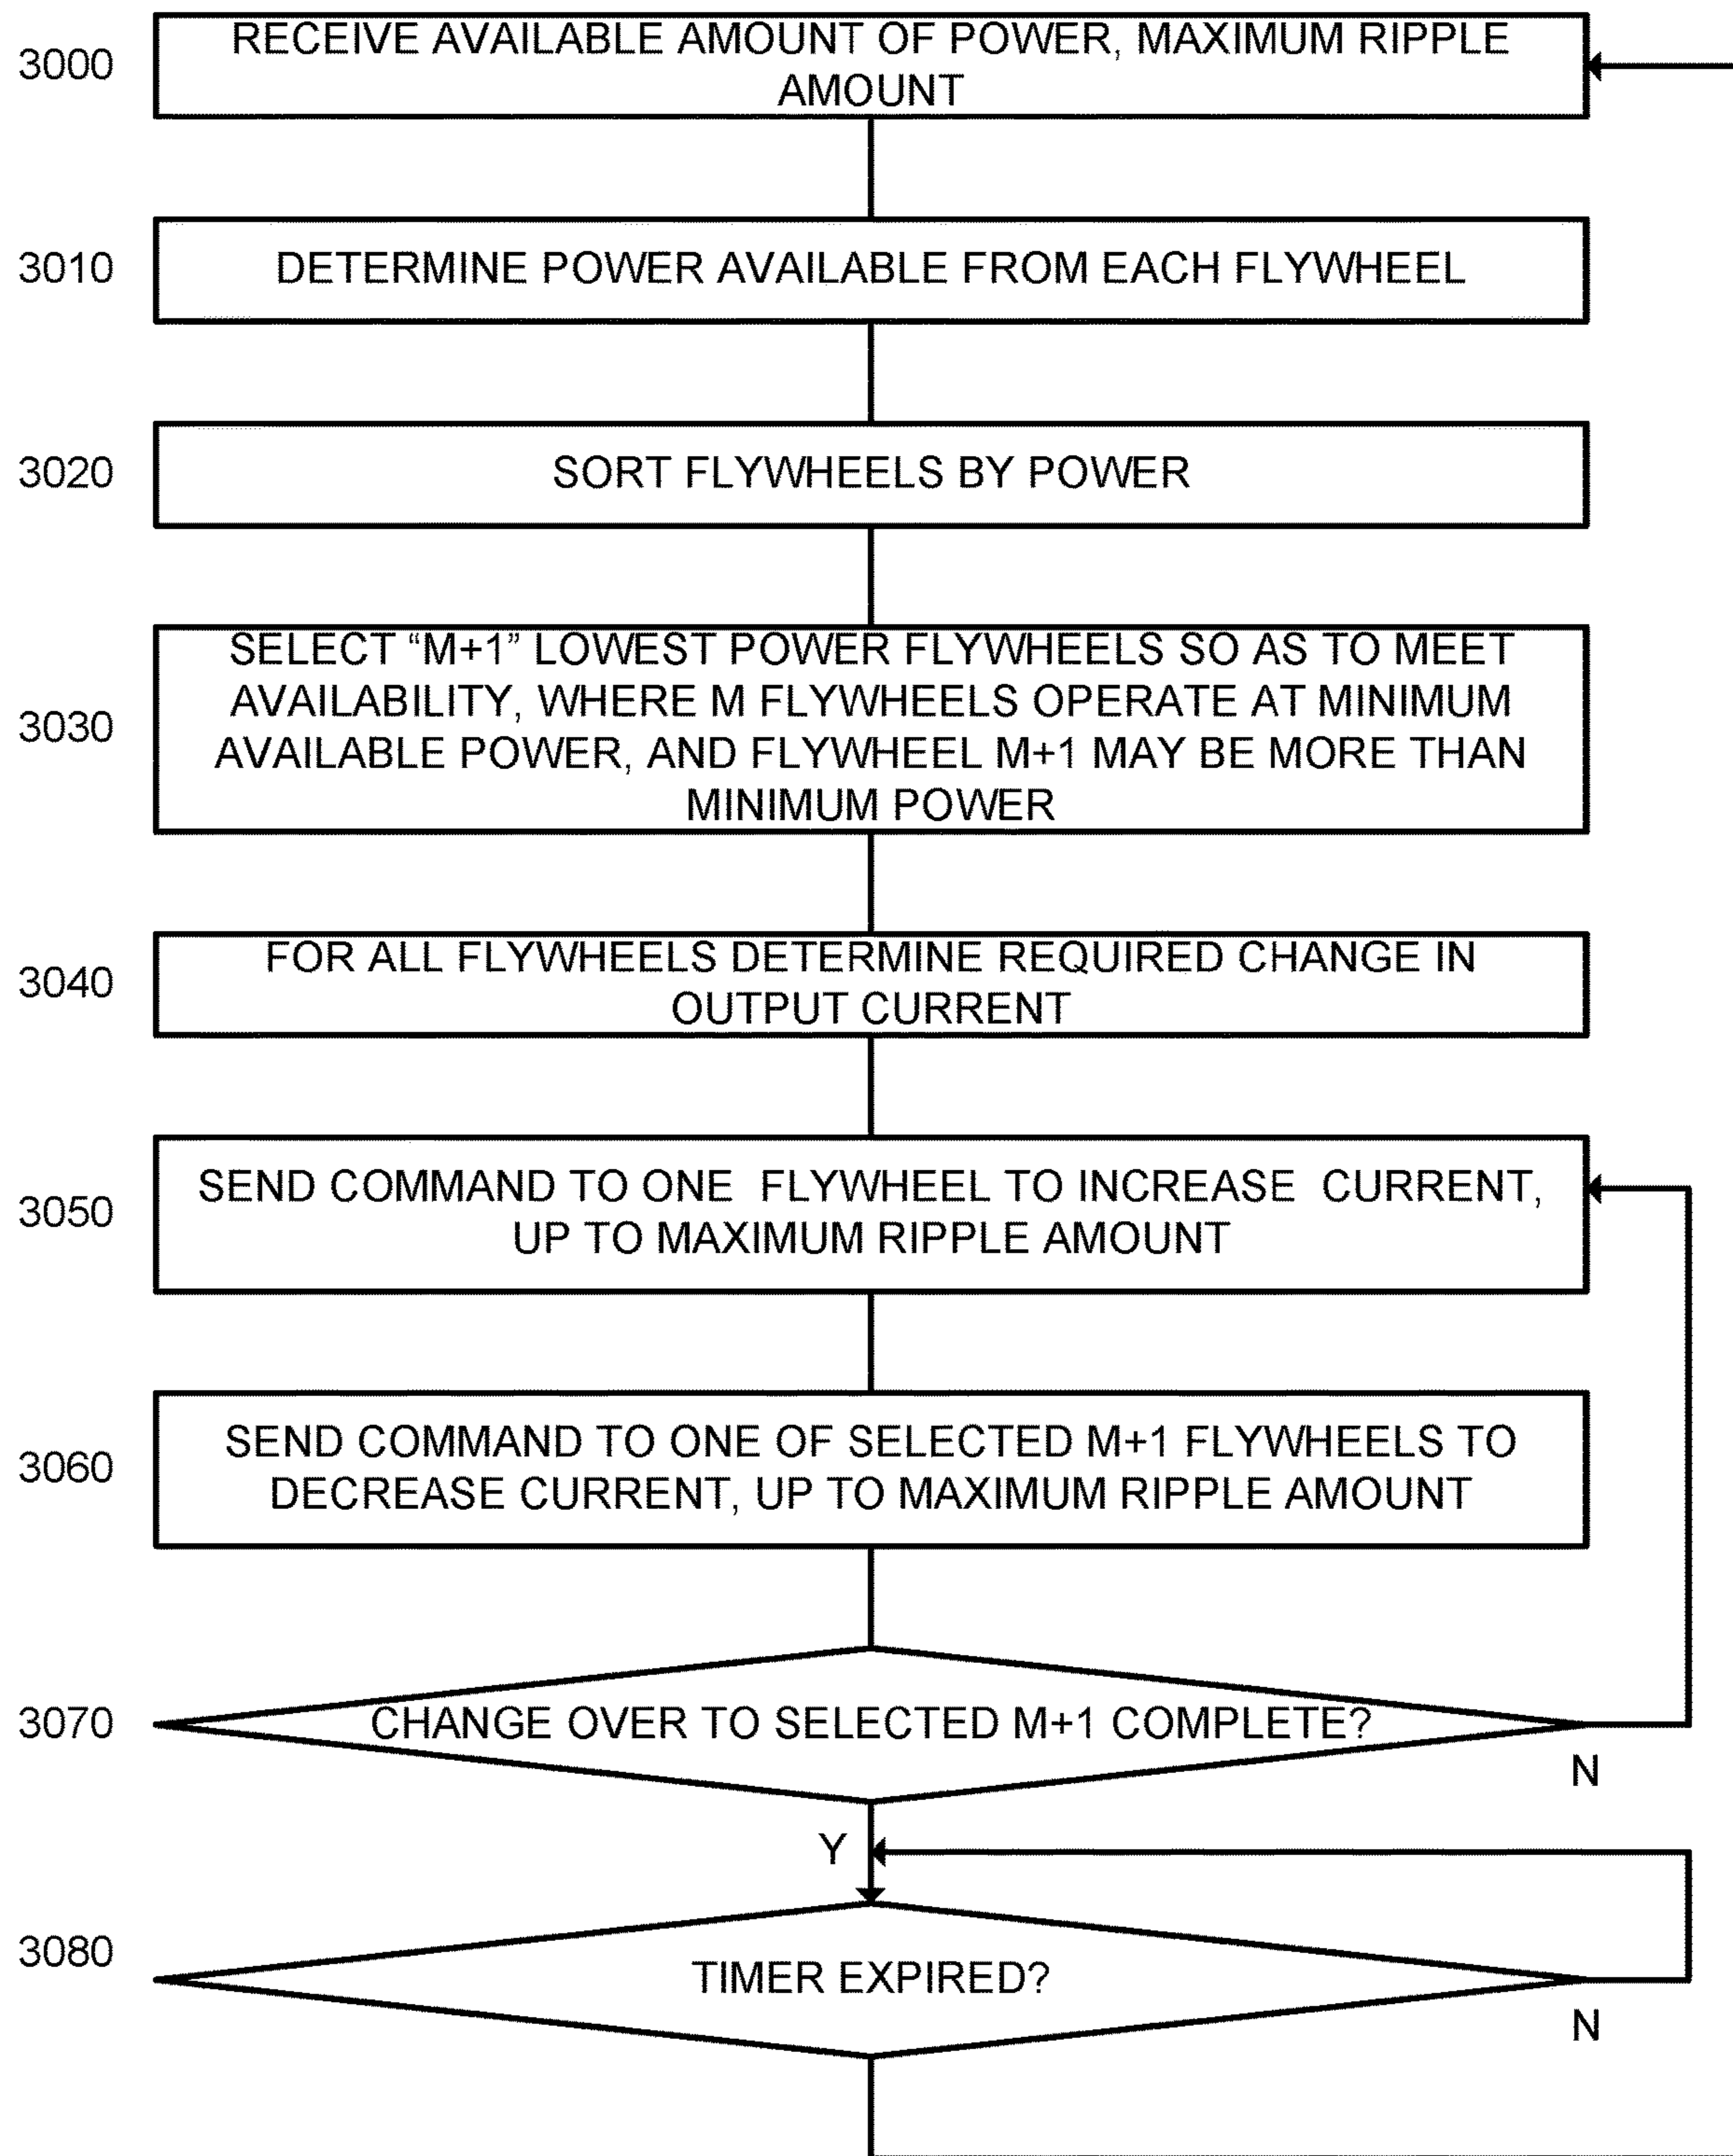 3000
RECEIVE AVAILABLE AMOUNT OF POWER, MAXIMUM RIPPLE
AMOUNT
3010
DETERMINE POWER AVAILABLE FROM EACH FLYWHEEL
3020
SORT FLYWHEELS BY POWER
3030
SELECT “M+1” LOWEST POWER FLYWHEELS SO AS TO MEET
AVAILABILITY, WHERE M FLYWHEELS OPERATE AT MINIMUM
AVAILABLE POWER, AND FLYWHEEL M+1 MAY BE MORE THAN
MINIMUM POWER
3040
FOR ALL FLYWHEELS DETERMINE REQUIRED CHANGE IN
OUTPUT CURRENT
3050
SEND COMMAND TO ONE FLYWHEEL TO INCREASE CURRENT,
UP TO MAXIMUM RIPPLE AMOUNT
3060
SEND COMMAND TO ONE OF SELECTED M+1 FLYWHEELS TO
DECREASE CURRENT, UP TO MAXIMUM RIPPLE AMOUNT
3070
CHANGE OVER TO SELECTED M+1 COMPLETE?
N
Y
3080
TIMER EXPIRED?
N